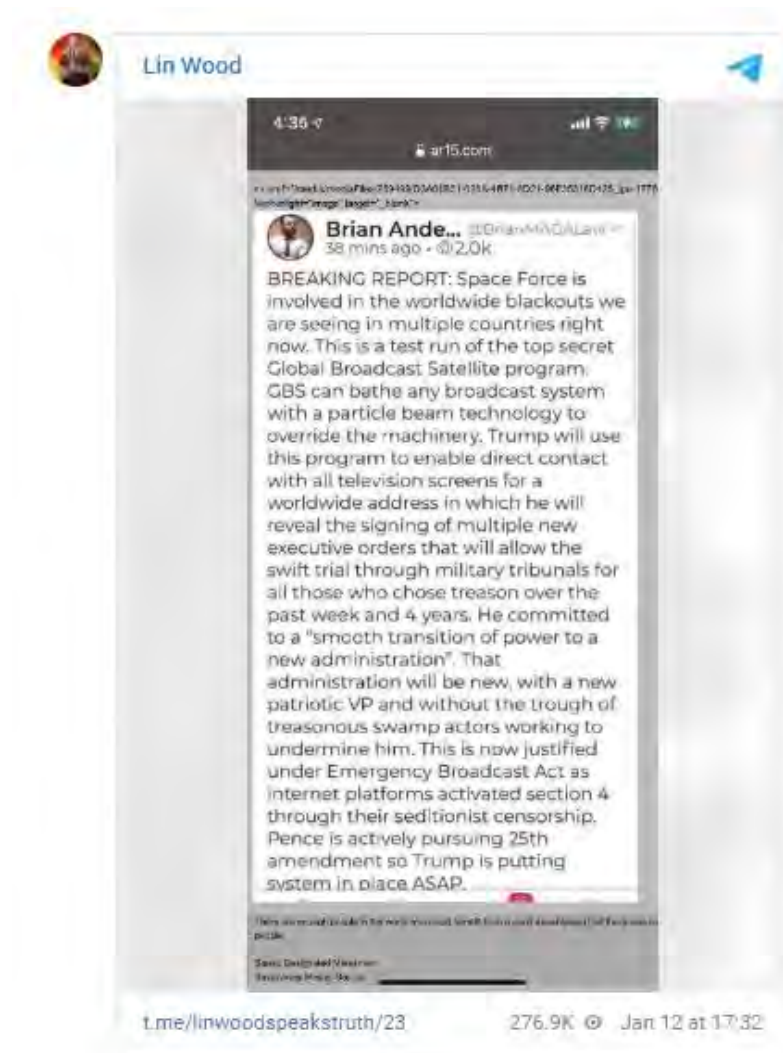 Lin Wood
4:36
ar15.com
Brian Ande...
38 mins ago • 2.0k
BREAKING REPORT: Space Force is
involved in the worldwide blackouts we
are seeing in multiple countries right
now. This is a test run of the top secret
Global Broadcast Satellite program.
GBS can bathe any broadcast system
with a particle beam technology to
override the machinery. Trump will use
this program to enable direct contact
with all television screens for a
worldwide address in which he will
reveal the signing of multiple new
executive orders that will allow the
swift trial through military tribunals for
all those who chose treason over the
past week and 4 years. He committed
to a "smooth transition of power to a
new administration". That
administration will be new, with a new
patriotic VP and without the trough of
treasonous swamp actors working to
undermine him. This is now justified
under Emergency Broadcast Act as
internet platforms activated section 4
through their seditionist censorship.
Pence is actively pursuing 25th
amendment so Trump is putting
system in place ASAP.
people
t.me/linwoodspeakstruth/23
276.9K Jan 12 at 17:32